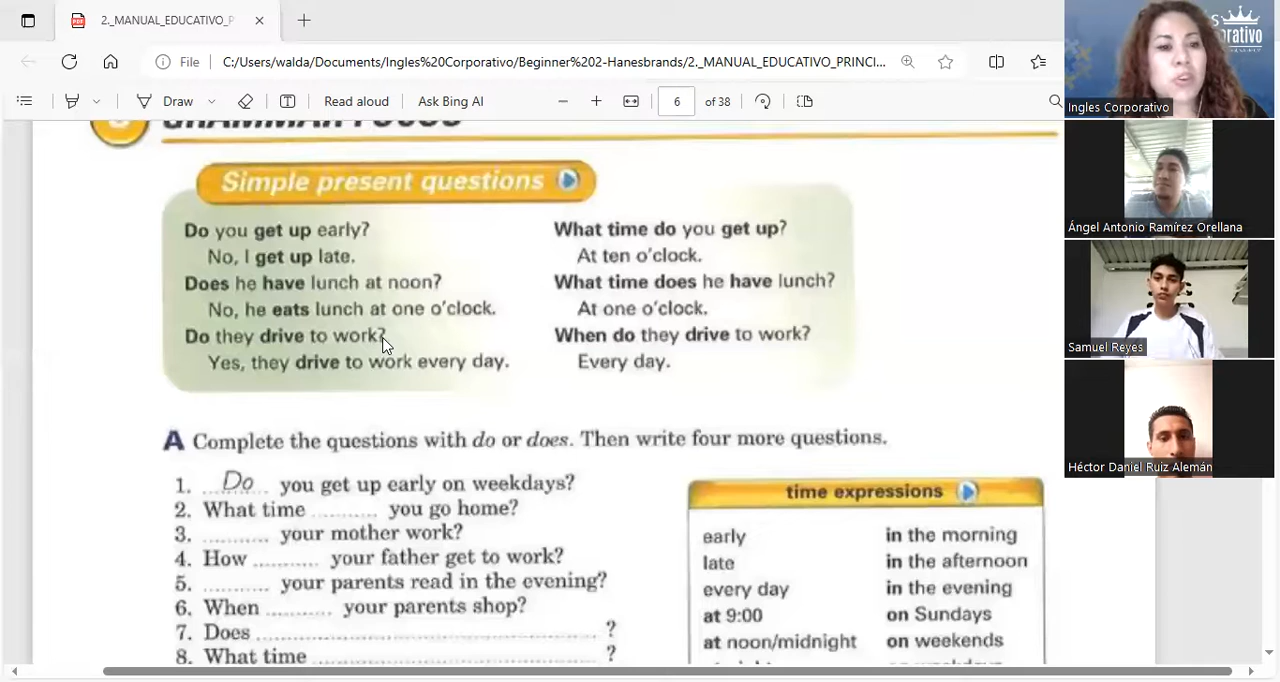 2._MANUAL_EDUCATIVO_P
File
C:/Users/walda/Documents/Ingles%20Corporativo/Beginner%202-Hanesbrands/2._MANUAL_EDUCATIVO_PRINCI...
Draw
Read aloud
Ask Bing AI
6
of 38
GRAMMAR FOCUS
Simple present questions
Do you get up early?
No, I get up late.
Does he have lunch at noon?
No, he eats lunch at one o'clock.
Do they drive to work?
Yes, they drive to work every day.
What time do you get up?
At ten o'clock.
What time does he have lunch?
At one o'clock.
When do they drive to work?
Every day.
A Complete the questions with do or does. Then write four more questions.
1. Do you get up early on weekdays?
2. What time .......... you go home?
3. .......... your mother work?
4. How .......... your father get to work?
5. .......... your parents read in the evening?
6. When .......... your parents shop?
7. Does .......... ?
8. What time .......... ?
time expressions
early
late
every day
at 9:00
at noon/midnight
in the morning
in the afternoon
in the evening
on Sundays
on weekends
Ingles Corporativo
Ángel Antonio Ramírez Orellana
Samuel Reyes
Héctor Daniel Ruiz Alemán